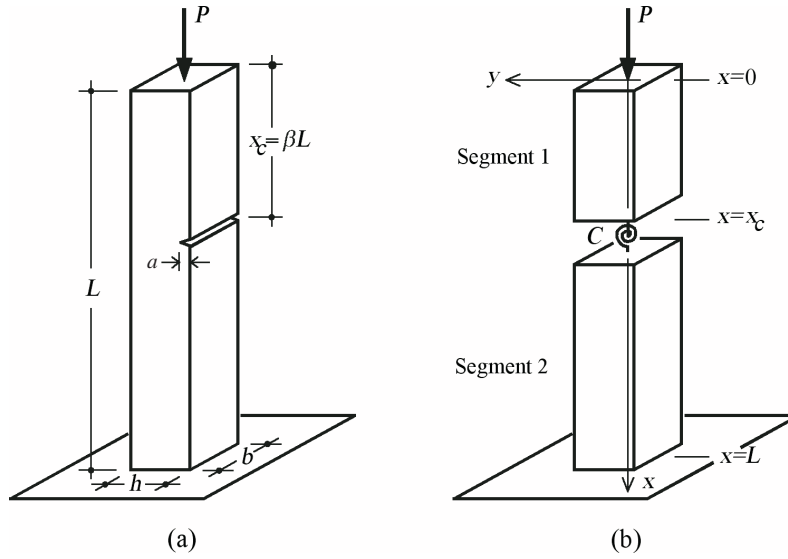 P
L
x_c=βL
a
h
b
(a)
P
y
x=0
Segment 1
x=x_c
C
Segment 2
x=L
x
(b)